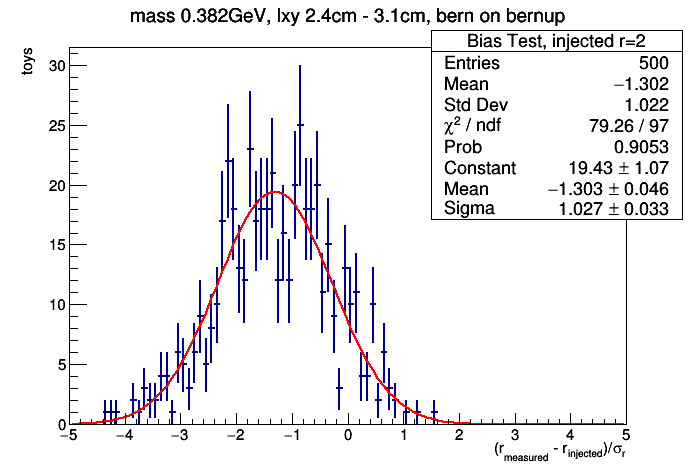 mass 0.382GeV, lxy 2.4cm - 3.1cm, bern on bernup
Bias Test, injected r=2
Entries 500
Mean −1.302
Std Dev 1.022
χ² / ndf 79.26 / 97
Prob 0.9053
Constant 19.43 ± 1.07
Mean −1.303 ± 0.046
Sigma 1.027 ± 0.033
toys
30
25
20
15
10
5
0
−5 −4 −3 −2 −1 0 1 2 3 4 5
(r_measured - r_injected)/σ_r